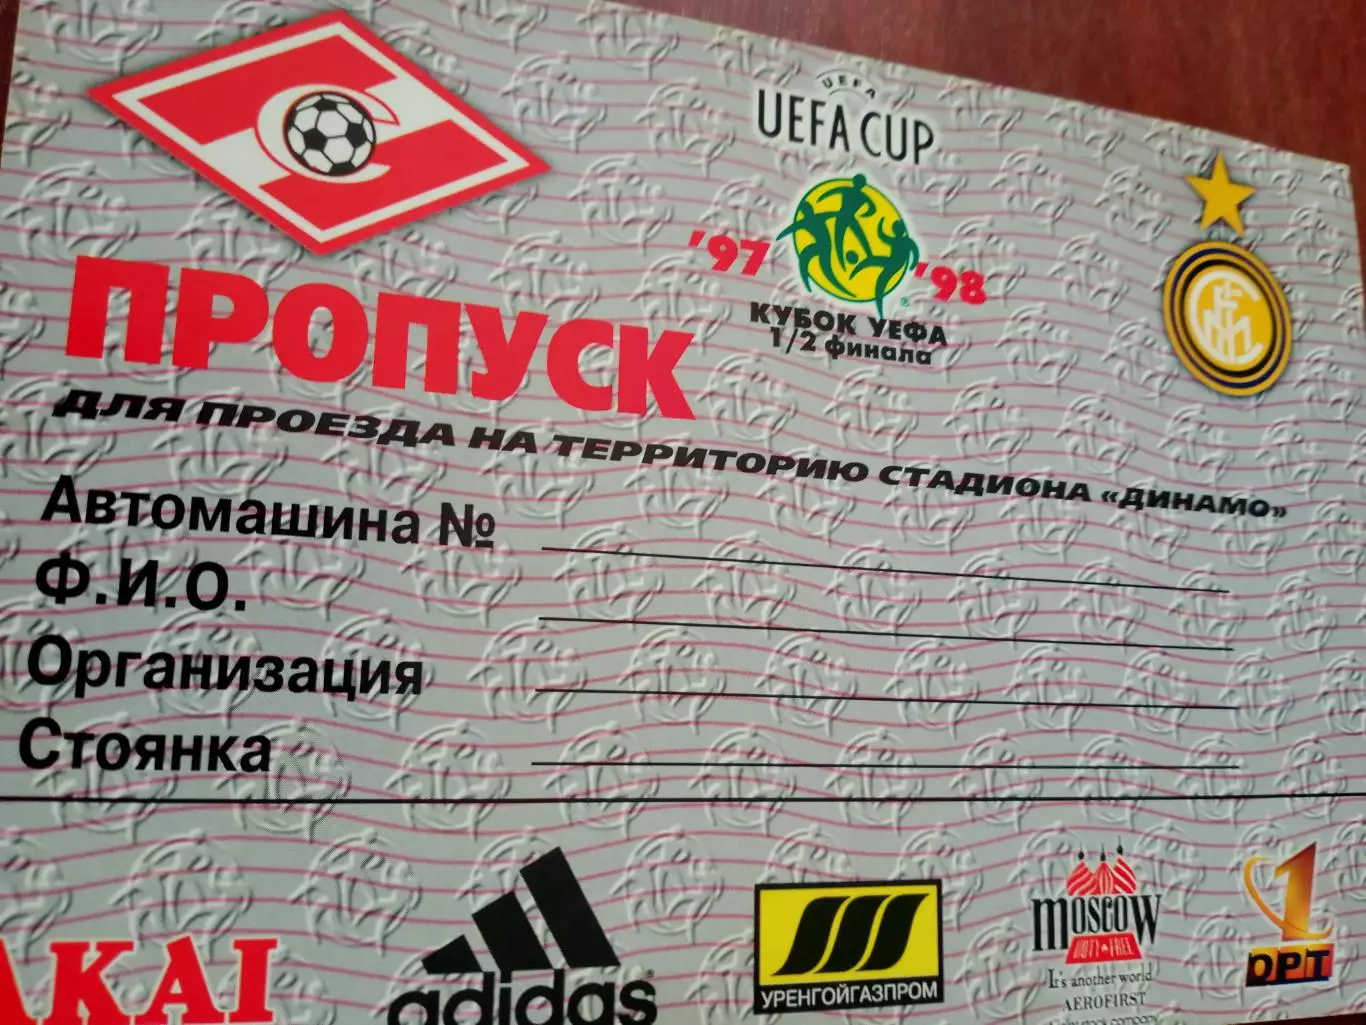 UEFA
UEFA CUP
'97 '98
КУБОК УЕФА
1/2 финала
ПРОПУСК
ДЛЯ ПРОЕЗДА НА ТЕРРИТОРИЮ СТАДИОНА «ДИНАМО»
Автомашина №
Ф.И.О.
Организация
Стоянка
AKAI
adidas
УРЕНГОЙГАЗПРОМ
MOSCOW
DUTY FREE
It's another world
AEROFIRST
1
ОРТ